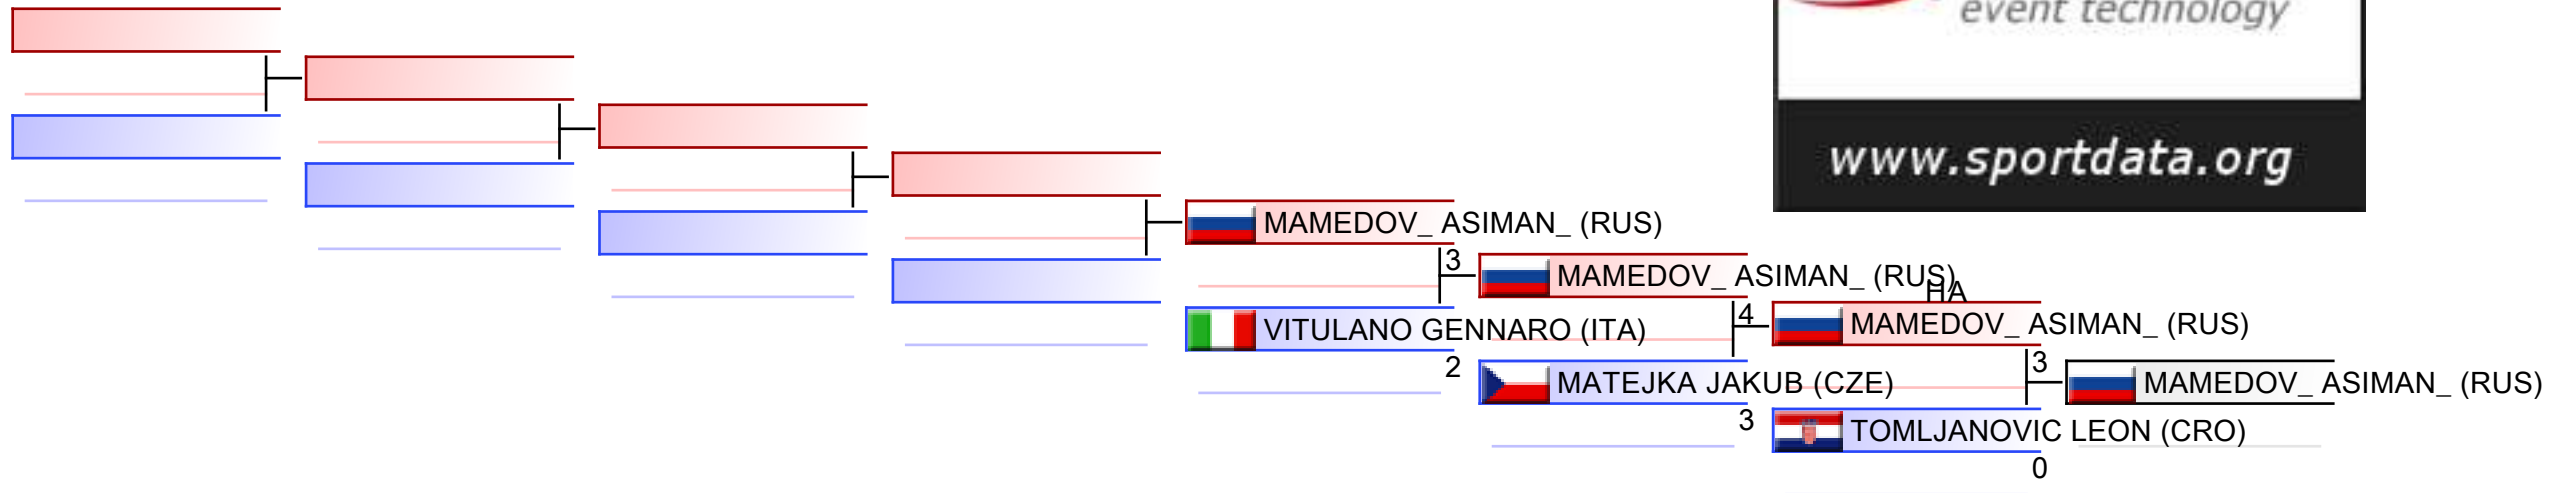 event technology
www.sportdata.org
MAMEDOV_ ASIMAN_ (RUS)
3
VITULANO GENNARO (ITA)
2
MAMEDOV_ ASIMAN_ (RUS)
HA
4
MATEJKA JAKUB (CZE)
3
MAMEDOV_ ASIMAN_ (RUS)
3
TOMLJANOVIC LEON (CRO)
0
MAMEDOV_ ASIMAN_ (RUS)